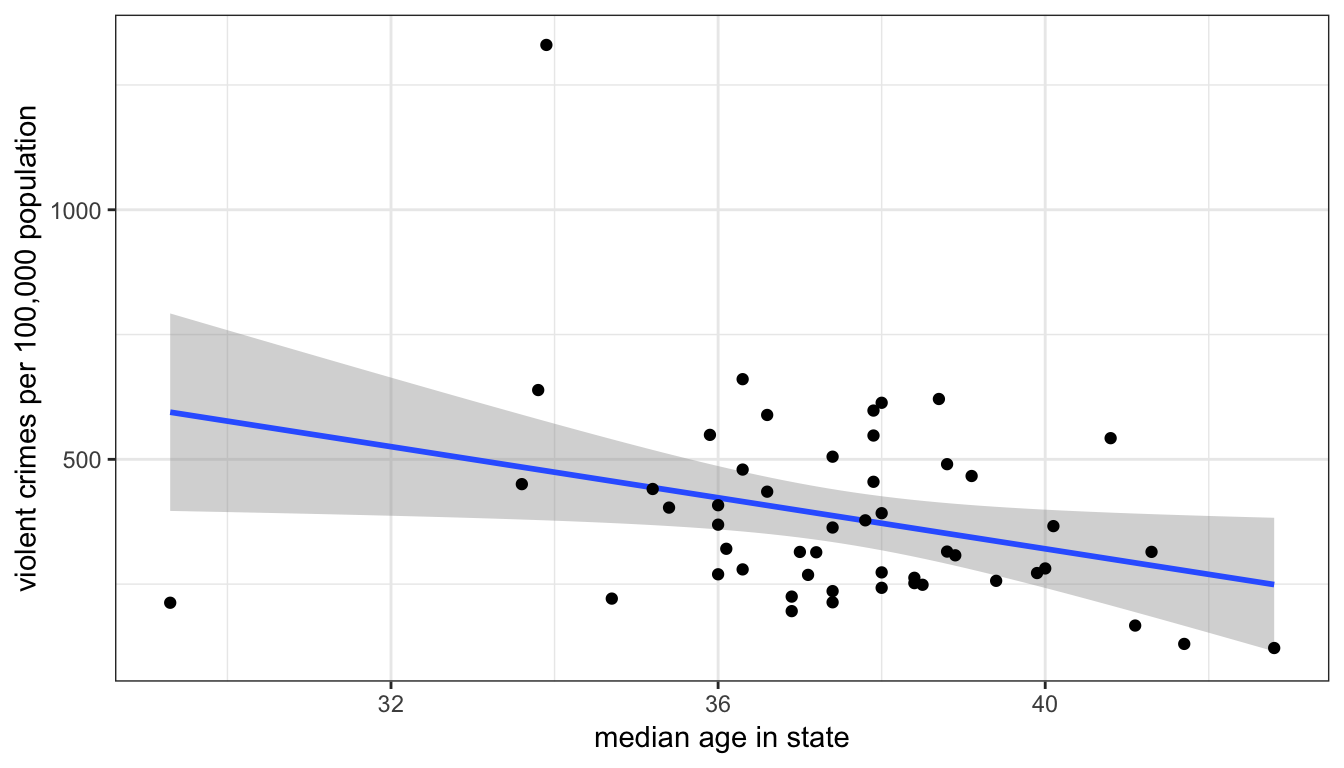 violent crimes per 100,000 population
1000
500
32
36
40
median age in state